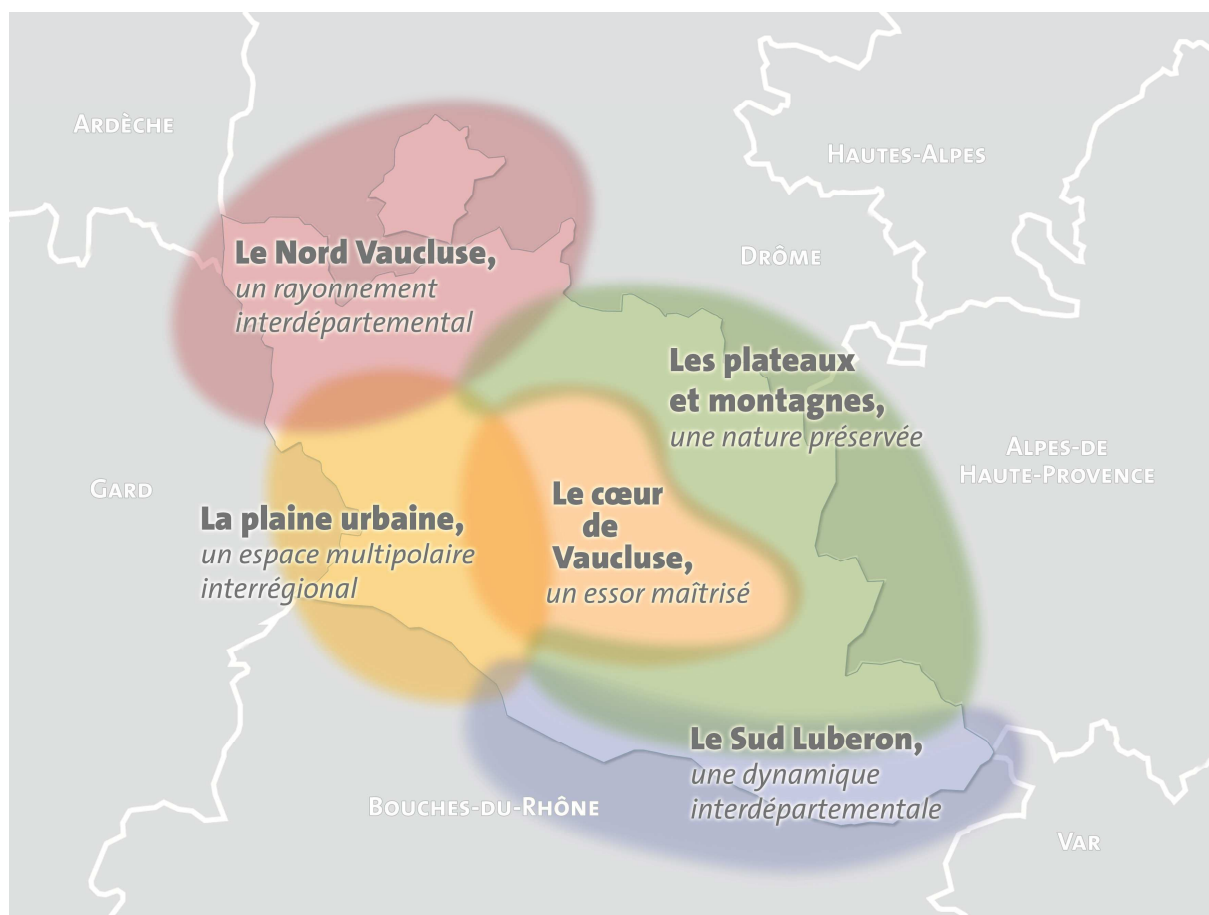 ARDÈCHE
HAUTES-ALPES
Le Nord Vaucluse,
un rayonnement
interdépartemental
DRÔME
Les plateaux
et montagnes,
une nature préservée
ALPES-DE
HAUTE-PROVENCE
GARD
La plaine urbaine,
un espace multipolaire
interrégional
Le cœur
de
Vaucluse,
un essor maîtrisé
Le Sud Luberon,
une dynamique
interdépartementale
BOUCHES-DU-RHÔNE
VAR